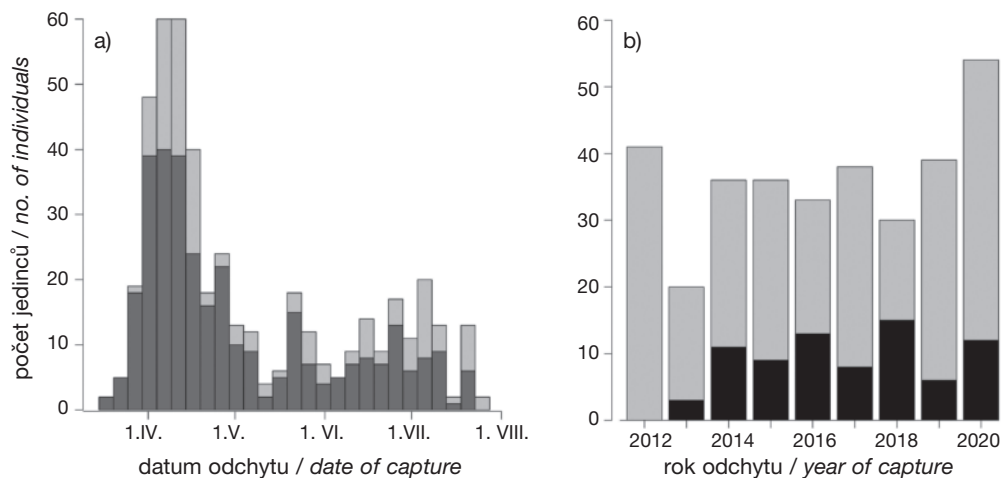 a)
počet jedinců / no. of individuals
60
50
40
30
20
10
0
1.IV. 1.V. 1. VI. 1.VII. 1. VIII.
datum odchytu / date of capture
b)
60
50
40
30
20
10
0
2012 2014 2016 2018 2020
rok odchytu / year of capture